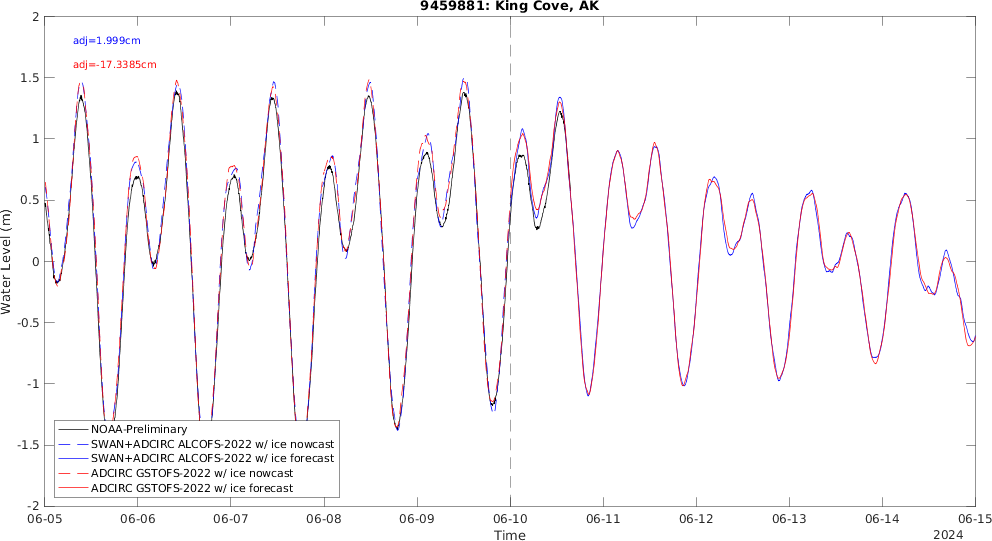 9459881: King Cove, AK
adj=1.999cm
adj=-17.3385cm
Water Level (m)
2
1.5
1
0.5
0
-0.5
-1
-1.5
-2
NOAA-Preliminary
SWAN+ADCIRC ALCOFS-2022 w/ ice nowcast
SWAN+ADCIRC ALCOFS-2022 w/ ice forecast
ADCIRC GSTOFS-2022 w/ ice nowcast
ADCIRC GSTOFS-2022 w/ ice forecast
06-05 06-06 06-07 06-08 06-09 06-10 06-11 06-12 06-13 06-14 06-15
Time
2024